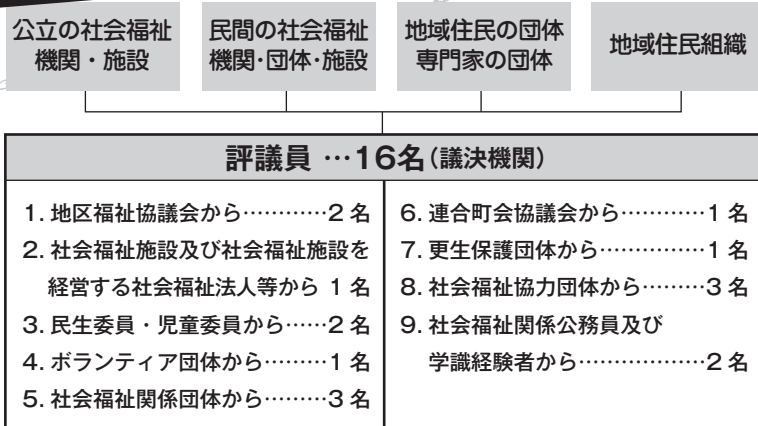 公立の社会福祉
機関・施設
民間の社会福祉
機関・団体・施設
地域住民の団体
専門家の団体
地域住民組織
評議員 …16名(議決機関)
1. 地区福祉協議会から…………2 名
2. 社会福祉施設及び社会福祉施設を
経営する社会福祉法人等から 1 名
3. 民生委員・児童委員から……2 名
4. ボランティア団体から………1 名
5. 社会福祉関係団体から………3 名
6. 連合町会協議会から…………1 名
7. 更生保護団体から……………1 名
8. 社会福祉協力団体から………3 名
9. 社会福祉関係公務員及び
学識経験者から………………2 名